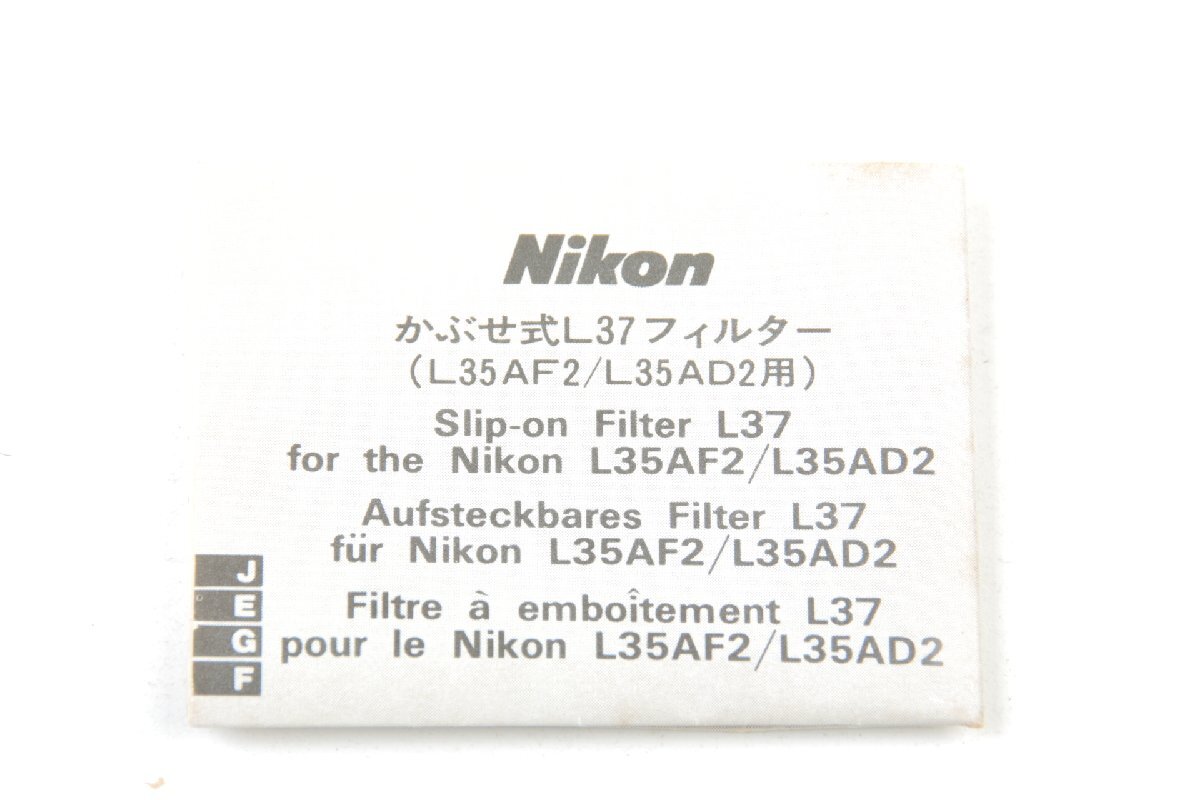 Nikon
かぶせ式L37フィルター
(L35AF2/L35AD2用)
Slip-on Filter L37
for the Nikon L35AF2/L35AD2
Aufsteckbares Filter L37
für Nikon L35AF2/L35AD2
Filtre à emboîtement L37
pour le Nikon L35AF2/L35AD2
J
E
G
F